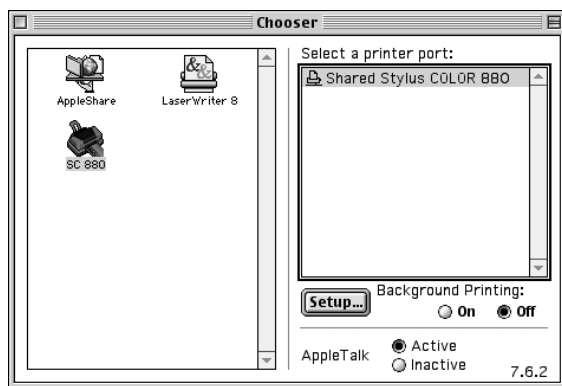 Chooser
AppleShare
LaserWriter 8
SC 880
Select a printer port:
Shared Stylus COLOR 880
Setup...
Background Printing:
On Off
AppleTalk
Active
Inactive
7.6.2